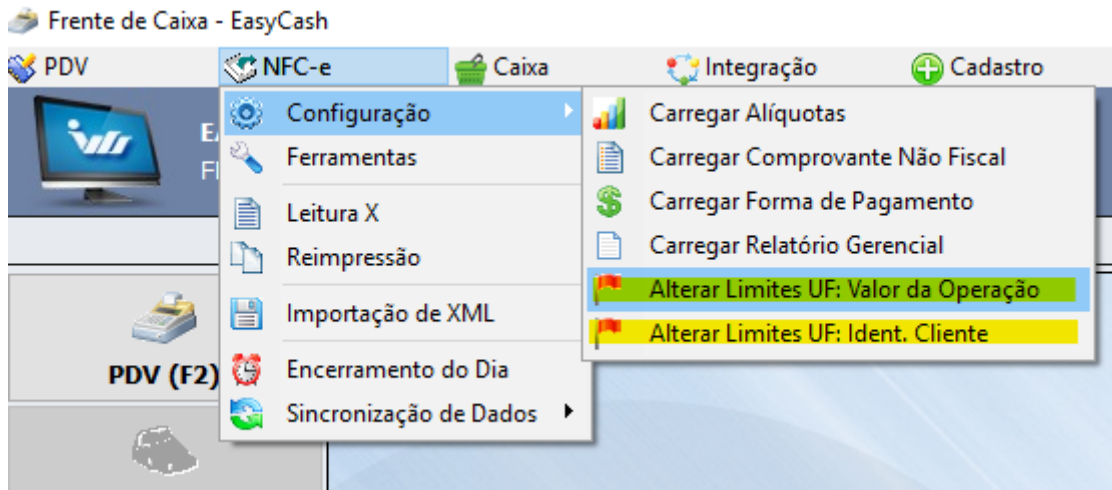 Frente de Caixa - EasyCash
PDV NFC-e Caixa Integração Cadastro
Configuração
Ferramentas
Leitura X
Reimpressão
Importação de XML
Encerramento do Dia
Sincronização de Dados
Carregar Alíquotas
Carregar Comprovante Não Fiscal
Carregar Forma de Pagamento
Carregar Relatório Gerencial
Alterar Limites UF: Valor da Operação
Alterar Limites UF: Ident. Cliente
PDV (F2)